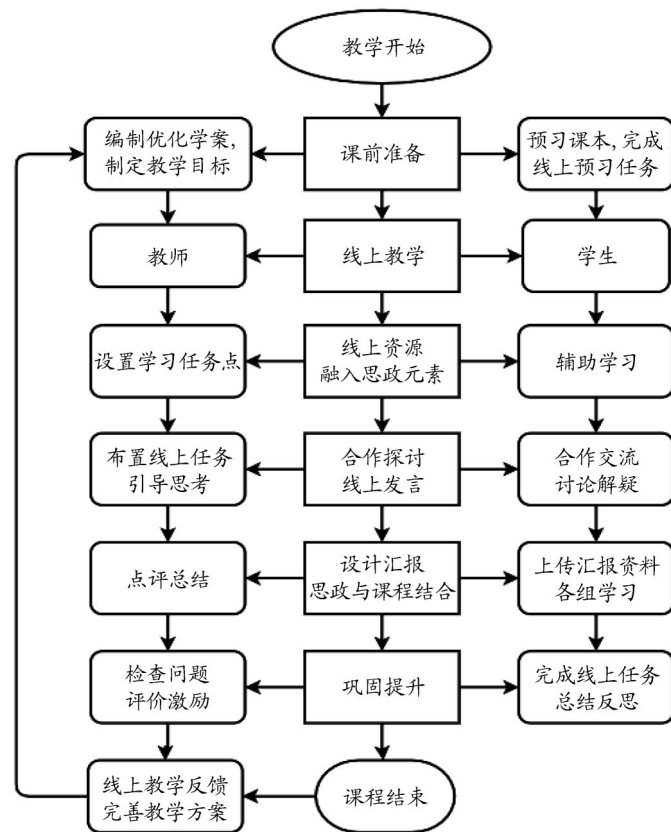 教学开始
编制优化学案,
制定教学目标
课前准备
预习课本, 完成
线上预习任务
教师
线上教学
学生
设置学习任务点
线上资源
融入思政元素
辅助学习
布置线上任务
引导思考
合作探讨
线上发言
合作交流
讨论解疑
点评总结
设计汇报
思政与课程结合
上传汇报资料
各组学习
检查问题
评价激励
巩固提升
完成线上任务
总结反思
线上教学反馈
完善教学方案
课程结束